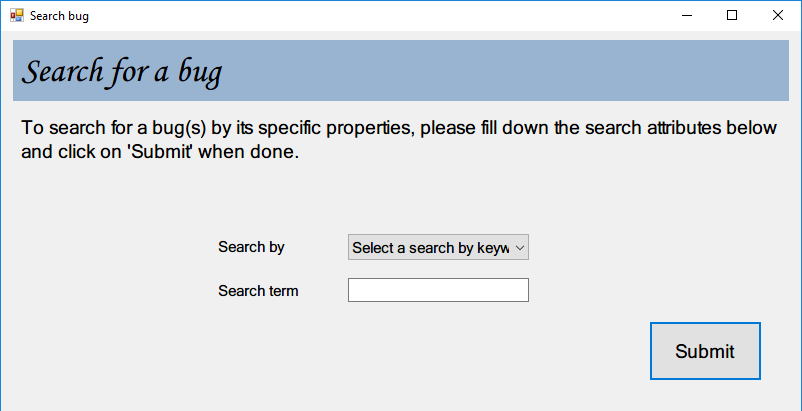 Search bug
Search for a bug
To search for a bug(s) by its specific properties, please fill down the search attributes below
and click on 'Submit' when done.
Search by
Select a search by keyw
Search term
Submit